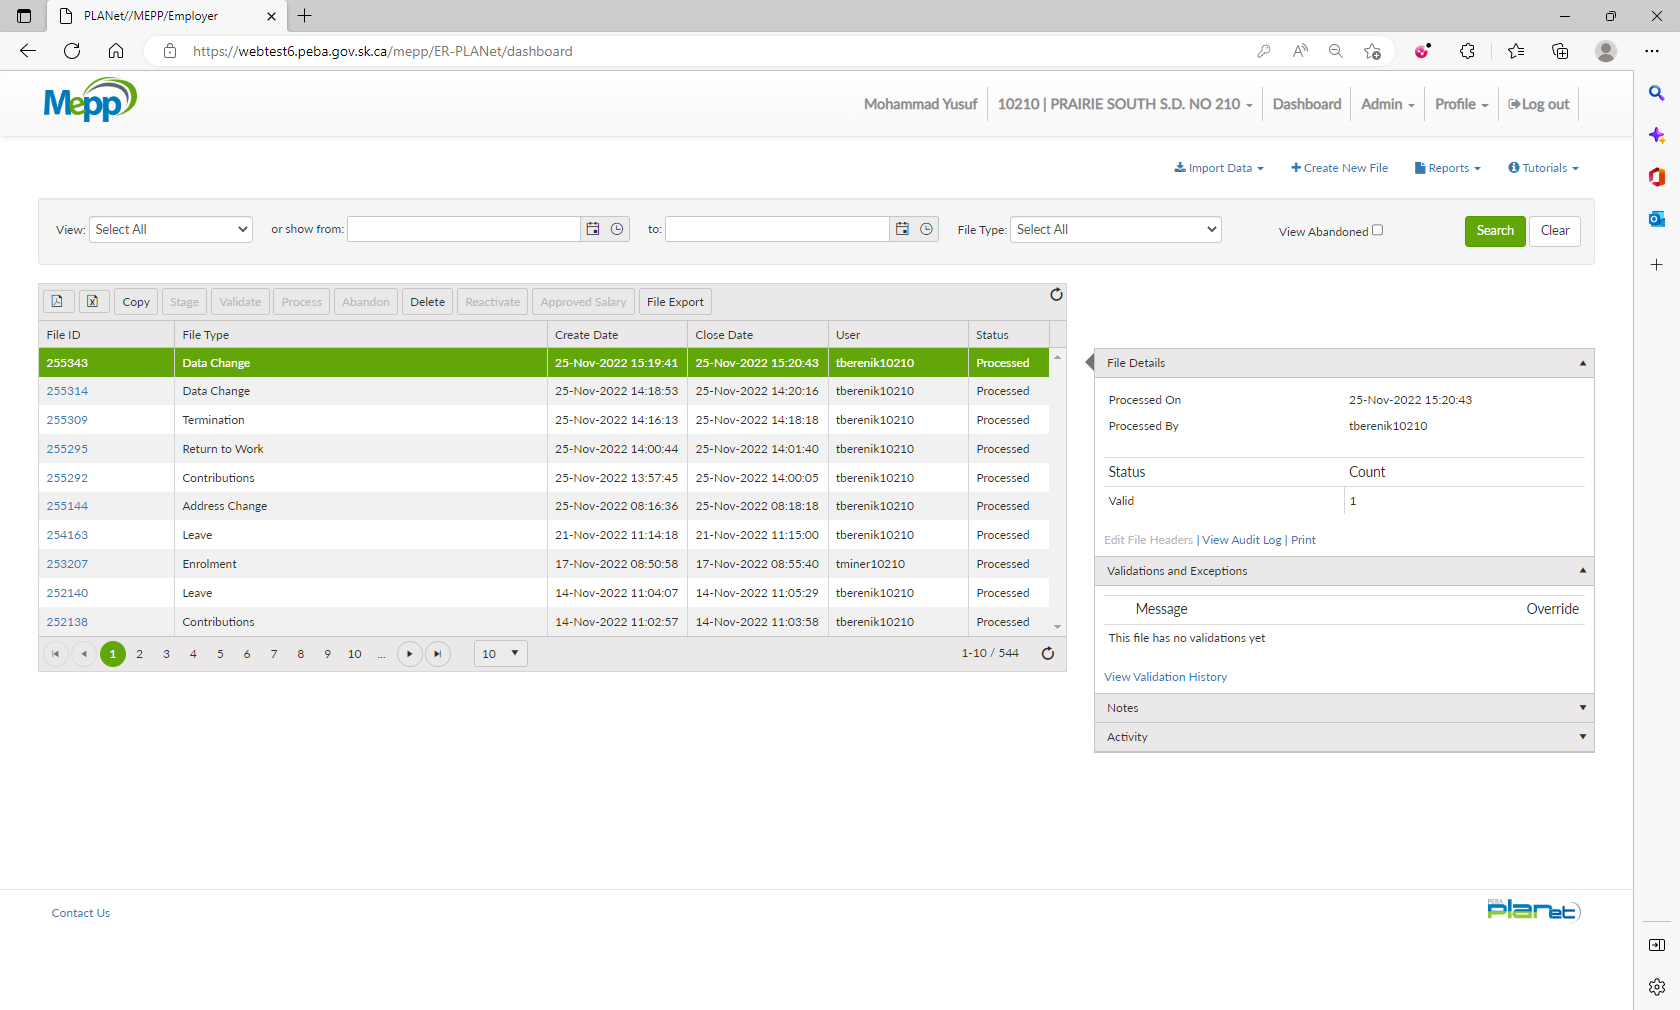 PLANet//MEPP/Employer
https://webtest6.peba.gov.sk.ca/mepp/ER-PLANet/dashboard
Mepp
Mohammad Yusuf
10210 | PRAIRIE SOUTH S.D. NO 210
Dashboard
Admin
Profile
Log out
Import Data
Create New File
Reports
Tutorials
View: Select All or show from: to: File Type: Select All View Abandoned Search Clear
Copy Stage Validate Process Abandon Delete Reactivate Approved Salary File Export
File ID File Type Create Date Close Date User Status
255343 Data Change 25-Nov-2022 15:19:41 25-Nov-2022 15:20:43 tberenik10210 Processed
255314 Data Change 25-Nov-2022 14:18:53 25-Nov-2022 14:20:16 tberenik10210 Processed
255309 Termination 25-Nov-2022 14:16:13 25-Nov-2022 14:18:18 tberenik10210 Processed
255295 Return to Work 25-Nov-2022 14:00:44 25-Nov-2022 14:01:40 tberenik10210 Processed
255292 Contributions 25-Nov-2022 13:57:45 25-Nov-2022 14:00:05 tberenik10210 Processed
255144 Address Change 25-Nov-2022 08:16:36 25-Nov-2022 08:18:18 tberenik10210 Processed
254163 Leave 21-Nov-2022 11:14:18 21-Nov-2022 11:15:00 tberenik10210 Processed
253207 Enrolment 17-Nov-2022 08:50:58 17-Nov-2022 08:55:40 tminer10210 Processed
252140 Leave 14-Nov-2022 11:04:07 14-Nov-2022 11:05:29 tberenik10210 Processed
252138 Contributions 14-Nov-2022 11:02:57 14-Nov-2022 11:03:58 tberenik10210 Processed
1 2 3 4 5 6 7 8 9 10 ... 10 1-10 / 544
File Details
Processed On 25-Nov-2022 15:20:43
Processed By tberenik10210
Status Count
Valid 1
Edit File Headers | View Audit Log | Print
Validations and Exceptions
Message Override
This file has no validations yet
View Validation History
Notes
Activity
Contact Us
PEBA
planet